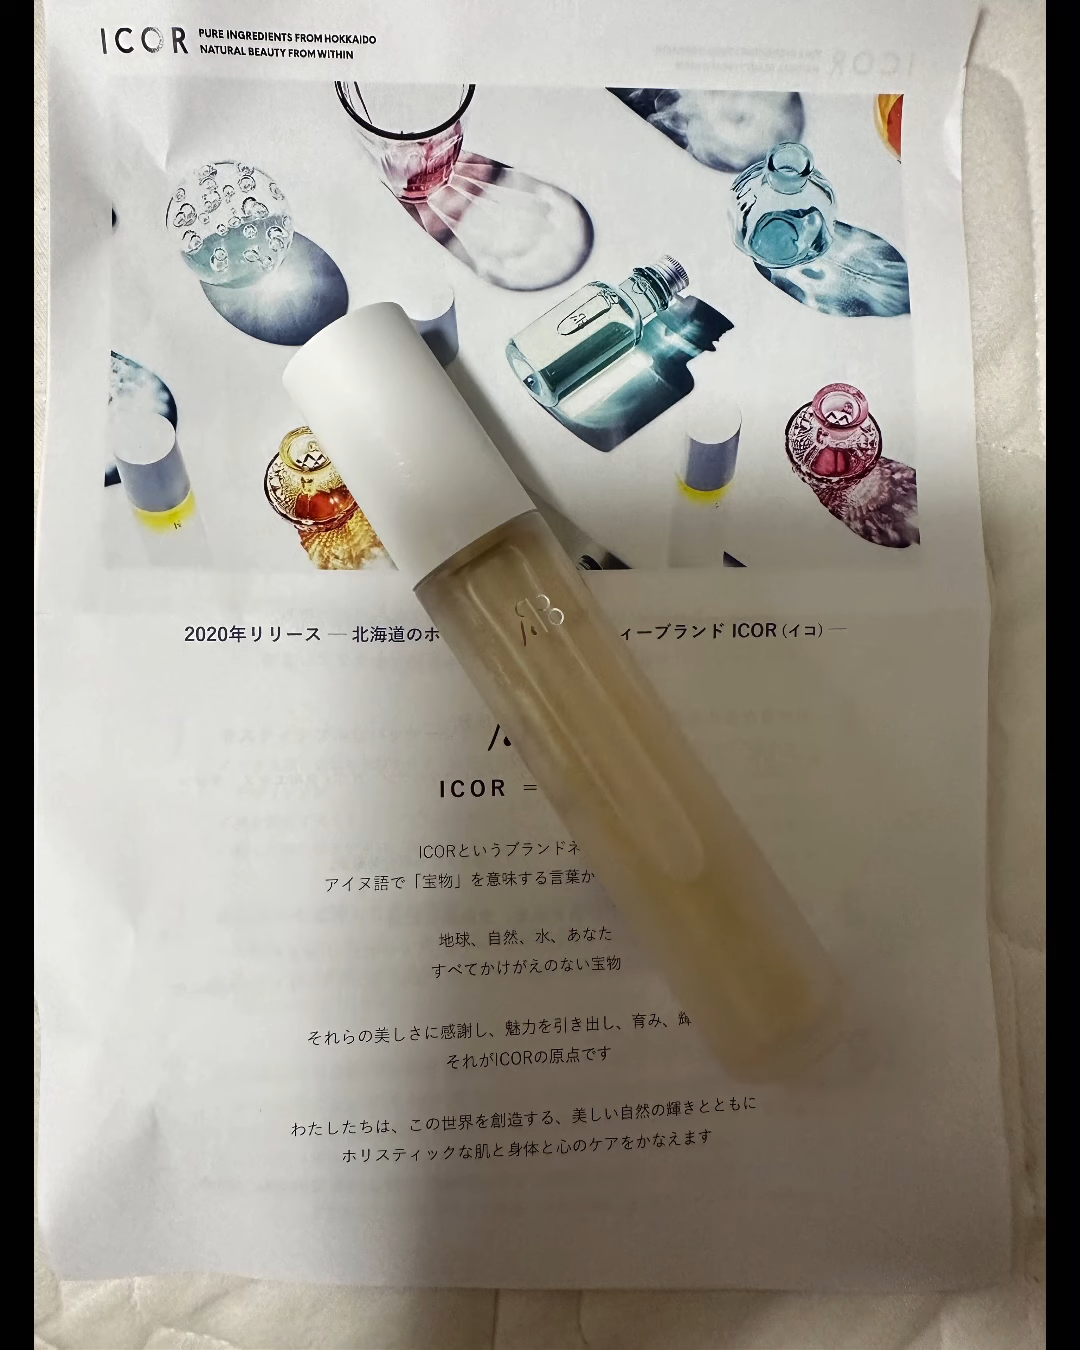 ICOR PURE INGREDIENTS FROM HOKKAIDO
NATURAL BEAUTY FROM WITHIN
2020年リリース ― 北海道のホ ィーブランド ICOR (イコ) ―
ICOR =
ICORというブランドネ
アイヌ語で「宝物」を意味する言葉か
地球、自然、水、あなた
すべてかけがえのない宝物
それらの美しさに感謝し、魅力を引き出し、育み、輝
それがICORの原点です
わたしたちは、この世界を創造する、美しい自然の輝きとともに
ホリスティックな肌と身体と心のケアをかなえます